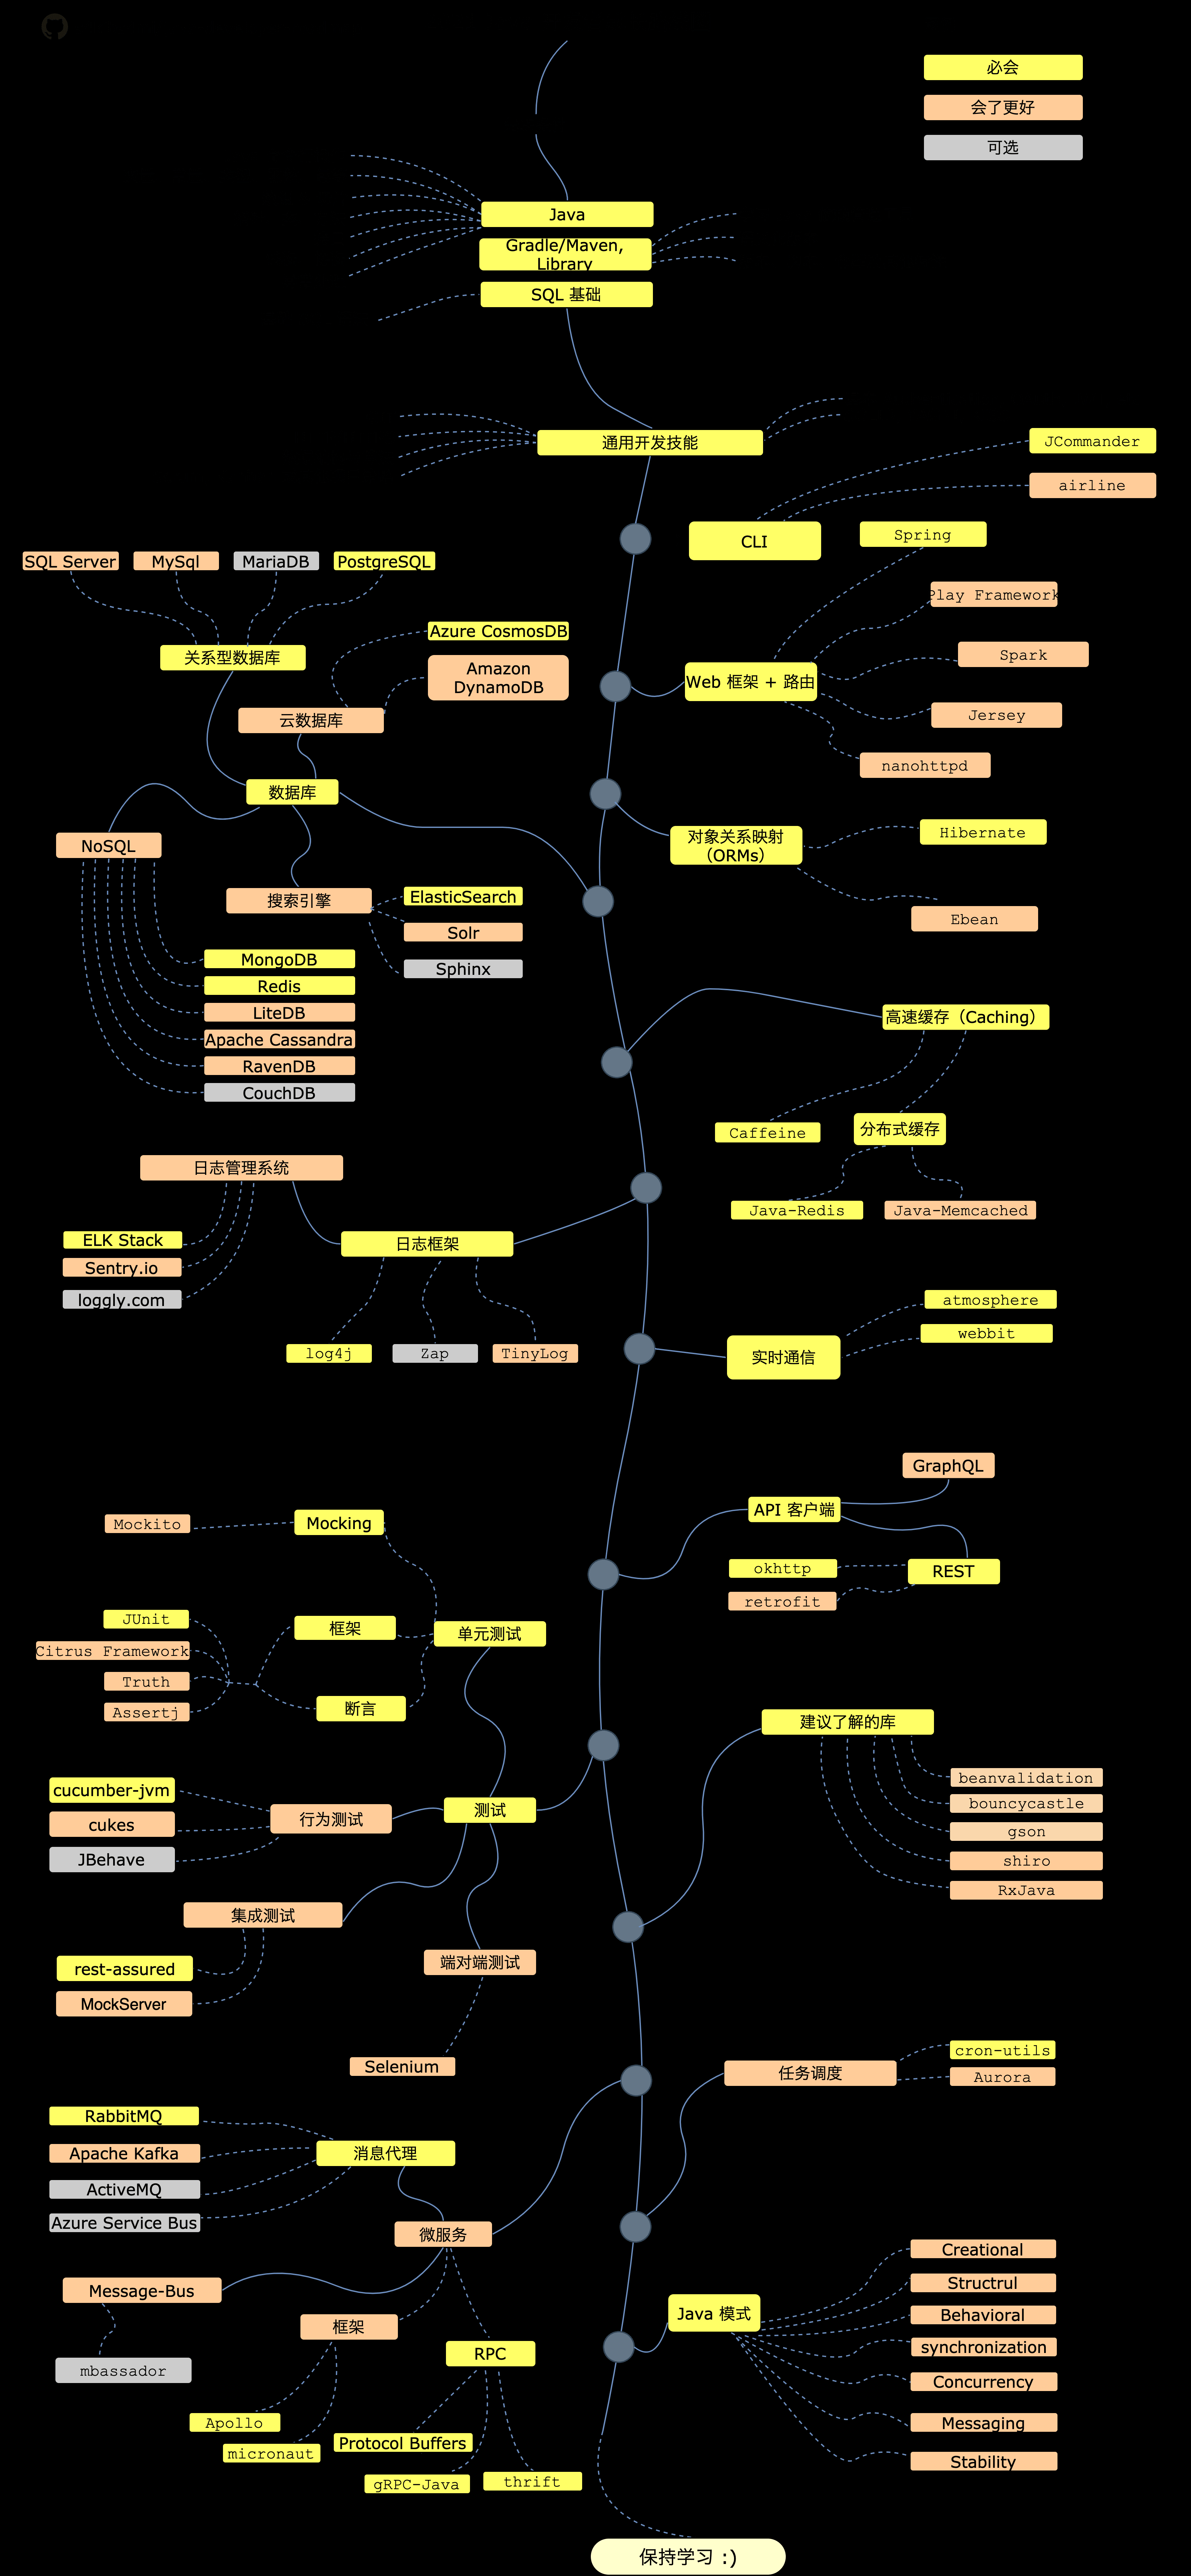 必会
会了更好
可选
Java
Gradle/Maven,
Library
SQL 基础
通用开发技能
JCommander
airline
CLI
Spring
Play Framework
Spark
Web 框架 + 路由
Jersey
nanohttpd
SQL Server
MySql
MariaDB
PostgreSQL
关系型数据库
Azure CosmosDB
Amazon
DynamoDB
云数据库
数据库
对象关系映射
（ORMs）
Hibernate
Ebean
NoSQL
搜索引擎
ElasticSearch
Solr
Sphinx
MongoDB
Redis
LiteDB
Apache Cassandra
RavenDB
CouchDB
高速缓存（Caching）
Caffeine
分布式缓存
Java-Redis
Java-Memcached
日志管理系统
ELK Stack
Sentry.io
loggly.com
日志框架
log4j
Zap
TinyLog
实时通信
atmosphere
webbit
GraphQL
API 客户端
REST
okhttp
retrofit
Mockito
Mocking
JUnit
Citrus Framework
Truth
Assertj
框架
断言
单元测试
建议了解的库
beanvalidation
bouncycastle
gson
shiro
RxJava
cucumber-jvm
cukes
JBehave
行为测试
测试
集成测试
rest-assured
MockServer
端对端测试
Selenium
任务调度
cron-utils
Aurora
RabbitMQ
Apache Kafka
ActiveMQ
Azure Service Bus
消息代理
微服务
Message-Bus
mbassador
框架
Apollo
micronaut
RPC
Protocol Buffers
gRPC-Java
thrift
Java 模式
Creational
Structrul
Behavioral
synchronization
Concurrency
Messaging
Stability
保持学习 :)